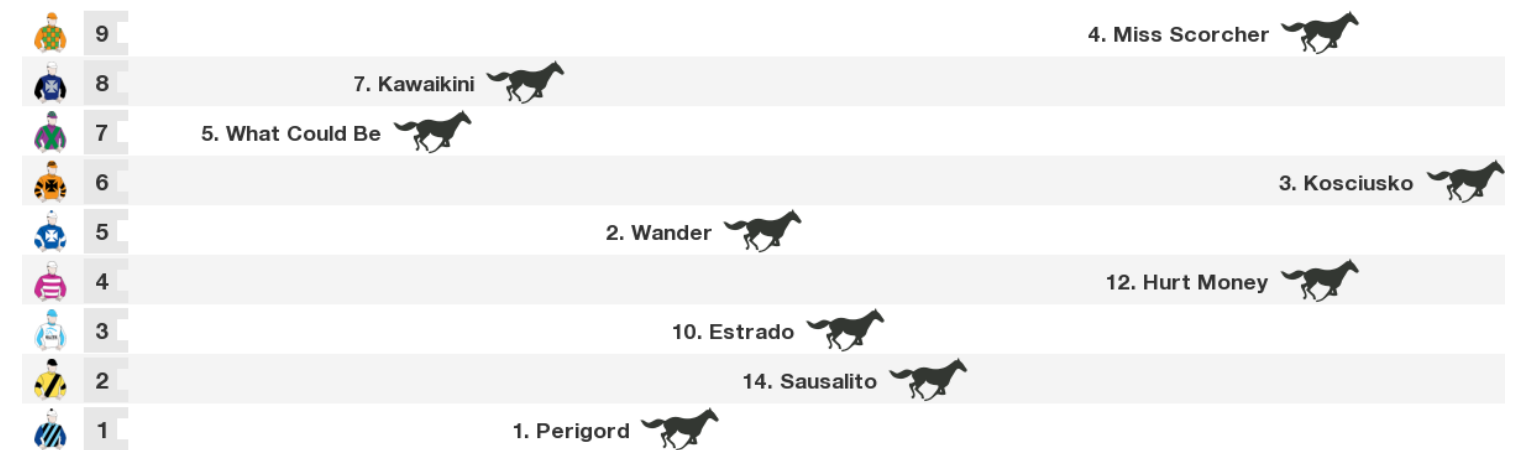 9 4. Miss Scorcher
8 7. Kawaikini
7 5. What Could Be
6 3. Kosciusko
5 2. Wander
4 12. Hurt Money
3 10. Estrado
2 14. Sausalito
1 1. Perigord